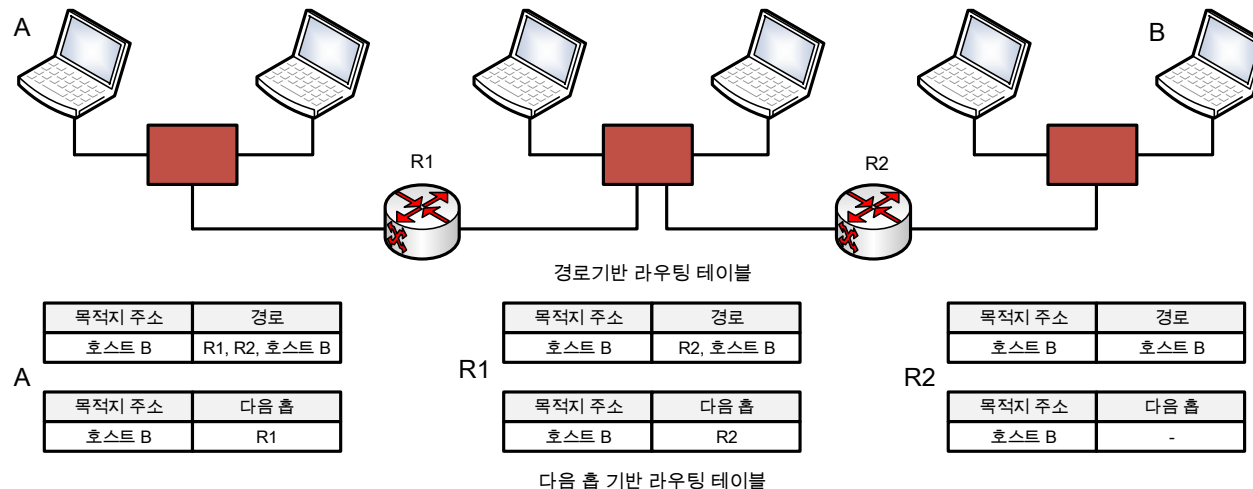 A
B
R1
R2
경로기반 라우팅 테이블
목적지 주소 경로
호스트 B R1, R2, 호스트 B
목적지 주소 경로
호스트 B R2, 호스트 B
목적지 주소 경로
호스트 B 호스트 B
A
R1
R2
목적지 주소 다음 홉
호스트 B R1
목적지 주소 다음 홉
호스트 B R2
목적지 주소 다음 홉
호스트 B -
다음 홉 기반 라우팅 테이블